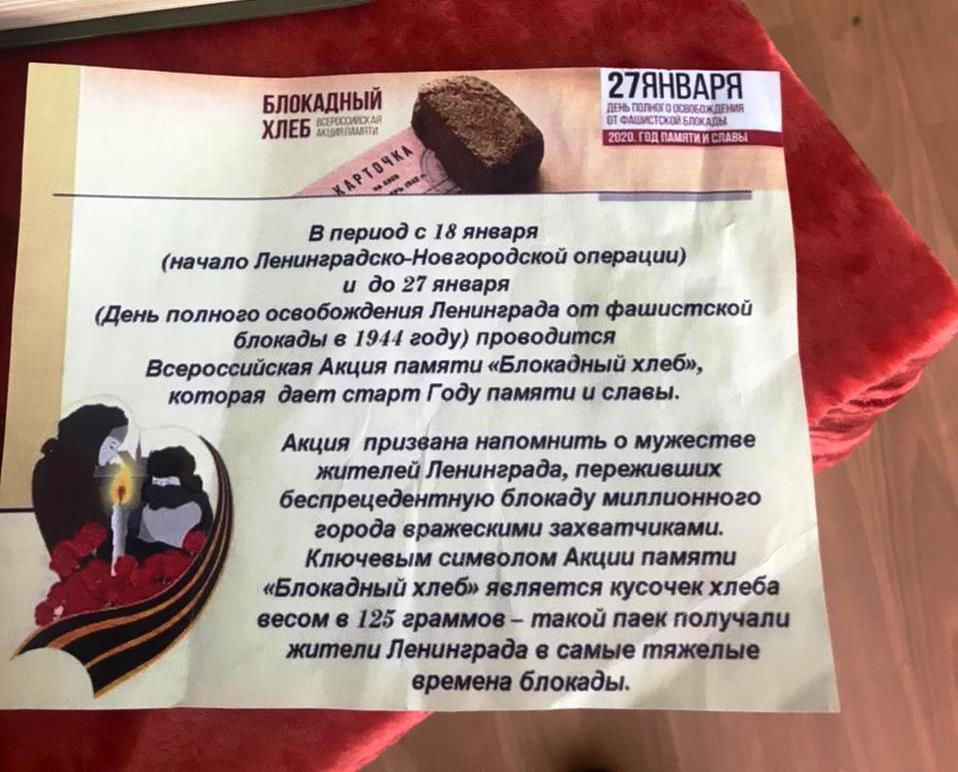 БЛОКАДНЫЙ
ХЛЕБ ВСЕРОССИЙСКАЯ
АКЦИЯ ПАМЯТИ
КАРТОЧКА
27 ЯНВАРЯ
ДЕНЬ ПОЛНОГО ОСВОБОЖДЕНИЯ
ОТ ФАШИСТСКОЙ БЛОКАДЫ
2020. ГОД ПАМЯТИ И СЛАВЫ
В период с 18 января
(начало Ленинградско-Новгородской операции)
и до 27 января
(День полного освобождения Ленинграда от фашистской
блокады в 1944 году) проводится
Всероссийская Акция памяти «Блокадный хлеб»,
которая дает старт Году памяти и славы.
Акция призвана напомнить о мужестве
жителей Ленинграда, переживших
беспрецедентную блокаду миллионного
города вражескими захватчиками.
Ключевым символом Акции памяти
«Блокадный хлеб» является кусочек хлеба
весом в 125 граммов – такой паек получали
жители Ленинграда в самые тяжелые
времена блокады.